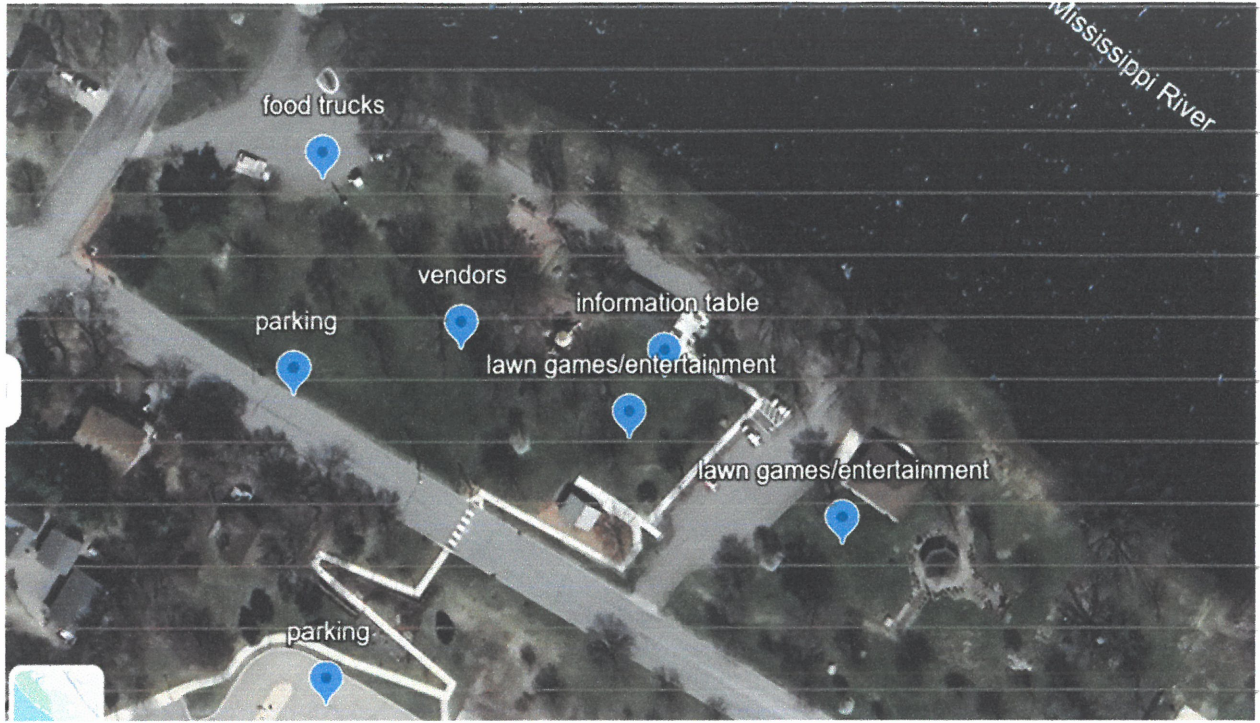 Mississippi River
food trucks
vendors
information table
parking
lawn games/entertainment
lawn games/entertainment
parking